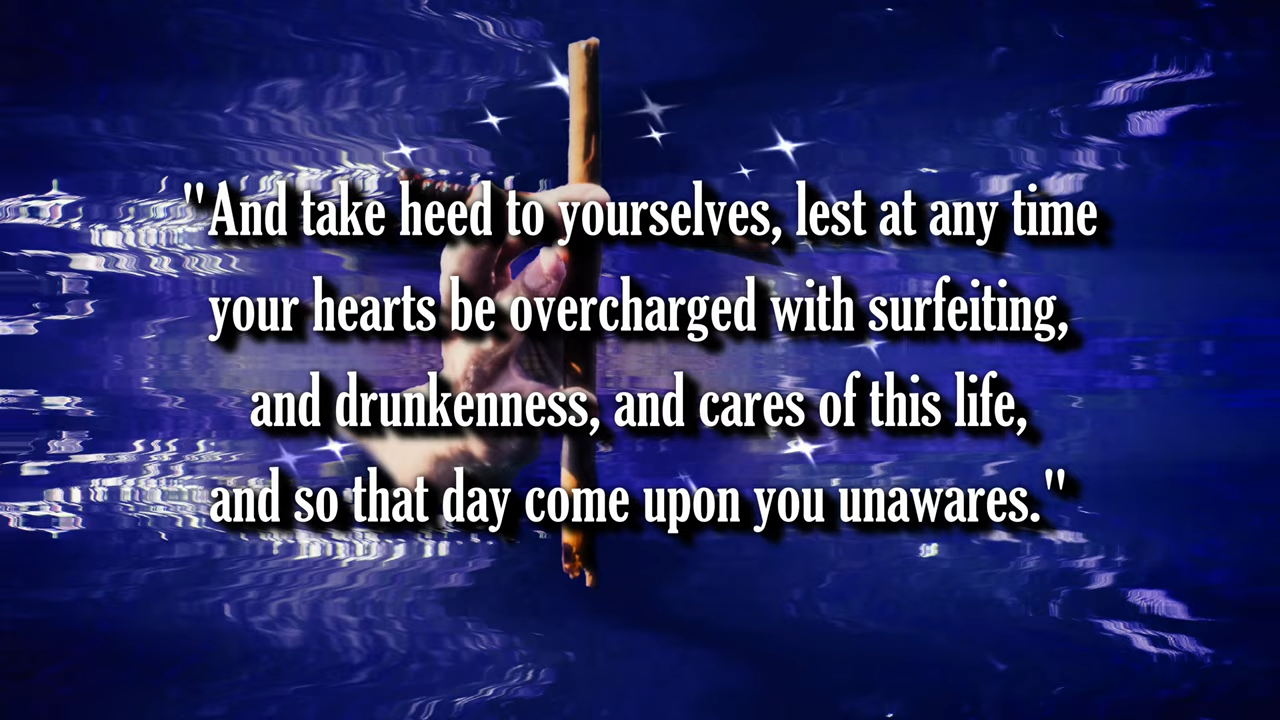 "And take heed to yourselves, lest at any time
your hearts be overcharged with surfeiting,
and drunkenness, and cares of this life,
and so that day come upon you unawares."